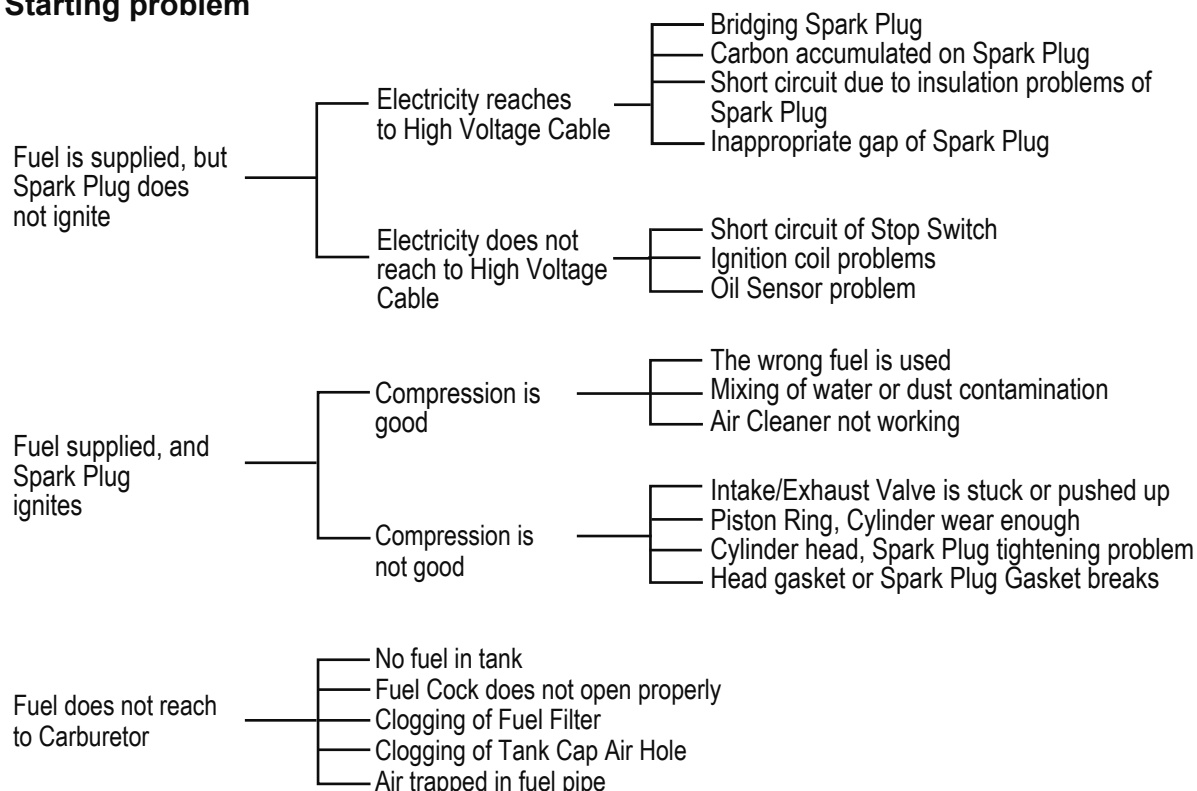 Starting problem
Fuel is supplied, but
Spark Plug does
not ignite
Electricity reaches
to High Voltage Cable
Bridging Spark Plug
Carbon accumulated on Spark Plug
Short circuit due to insulation problems of
Spark Plug
Inappropriate gap of Spark Plug
Electricity does not
reach to High Voltage
Cable
Short circuit of Stop Switch
Ignition coil problems
Oil Sensor problem
Fuel supplied, and
Spark Plug
ignites
Compression is
good
The wrong fuel is used
Mixing of water or dust contamination
Air Cleaner not working
Compression is
not good
Intake/Exhaust Valve is stuck or pushed up
Piston Ring, Cylinder wear enough
Cylinder head, Spark Plug tightening problem
Head gasket or Spark Plug Gasket breaks
Fuel does not reach
to Carburetor
No fuel in tank
Fuel Cock does not open properly
Clogging of Fuel Filter
Clogging of Tank Cap Air Hole
Air trapped in fuel pipe